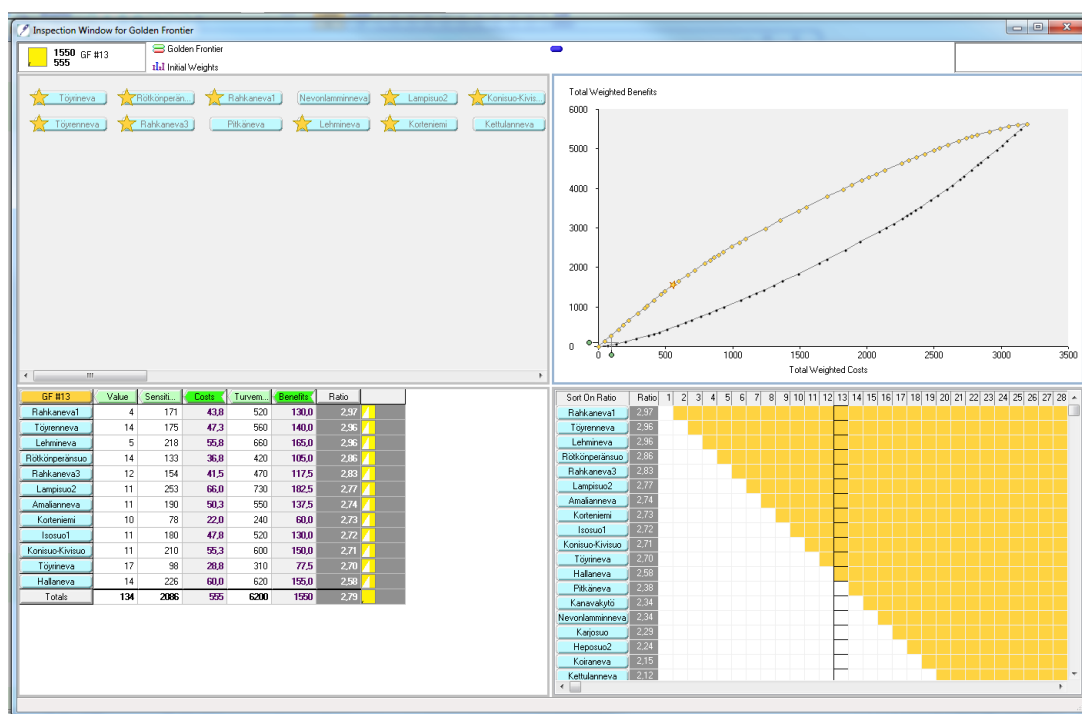 Inspection Window for Golden Frontier
1550 GF #13
555
Golden Frontier
Initial Weights
Töyrineva Rötkönperän... Rahkaneva1 Nevonlamminneva Lampisuo2 Konisuo-Kivis...
Töyrenneva Rahkaneva3 Pitkäneva Lehmineva Korteniemi Kettulanneva
Total Weighted Benefits
6000
5000
4000
3000
2000
1000
0
0 500 1000 1500 2000 2500 3000 3500
Total Weighted Costs
GF #13 Value Sensiti... Costs Turvem... Benefits Ratio
Rahkaneva1 4 171 43,8 520 130,0 2,97
Töyrenneva 14 175 47,3 560 140,0 2,96
Lehmineva 5 218 55,8 660 165,0 2,96
Rötkönperänsuo 14 133 36,8 420 105,0 2,86
Rahkaneva3 12 154 41,5 470 117,5 2,83
Lampisuo2 11 253 66,0 730 182,5 2,77
Amalianneva 11 190 50,3 550 137,5 2,74
Korteniemi 10 78 22,0 240 60,0 2,73
Isosuo1 11 180 47,8 520 130,0 2,72
Konisuo-Kivisuo 11 210 55,3 600 150,0 2,71
Töyrineva 17 98 28,8 310 77,5 2,70
Hallaneva 14 226 60,0 620 155,0 2,58
Totals 134 2086 555 6200 1550 2,79
Sort On Ratio Ratio 1 2 3 4 5 6 7 8 9 10 11 12 13 14 15 16 17 18 19 20 21 22 23 24 25 26 27 28
Rahkaneva1 2,97
Töyrenneva 2,96
Lehmineva 2,96
Rötkönperänsuo 2,86
Rahkaneva3 2,83
Lampisuo2 2,77
Amalianneva 2,74
Korteniemi 2,73
Isosuo1 2,72
Konisuo-Kivisuo 2,71
Töyrineva 2,70
Hallaneva 2,58
Pitkäneva 2,38
Kanavakytö 2,34
Nevonlamminneva 2,34
Karjosuo 2,29
Heposuo2 2,24
Koiraneva 2,15
Kettulanneva 2,12